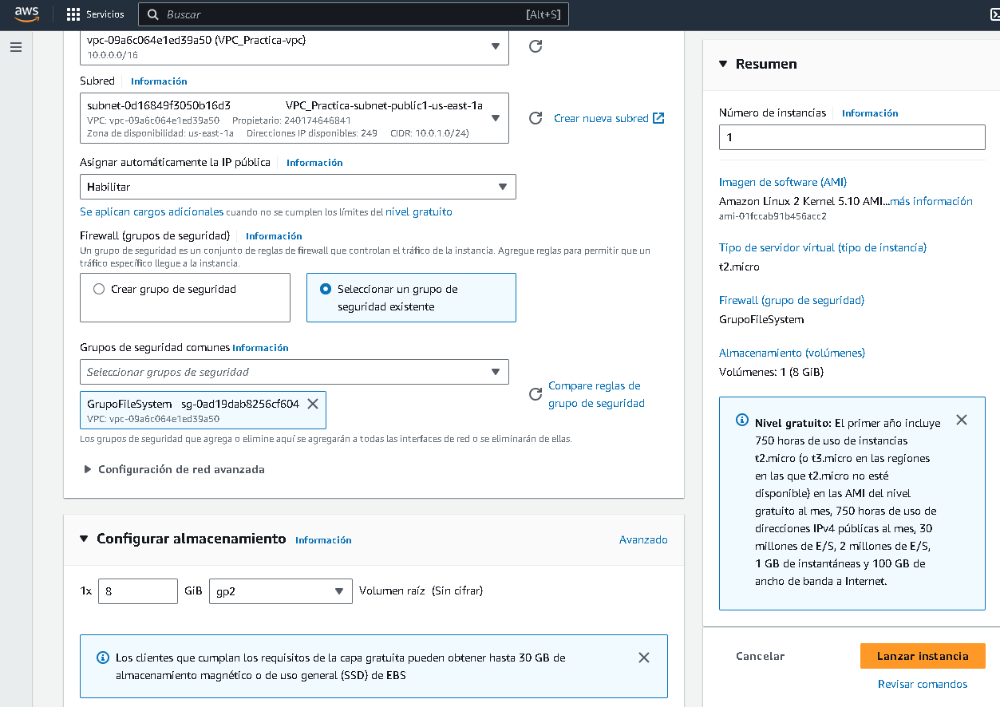 aws
Servicios
Buscar
[Alt+S]
vpc-09a6c064e1ed39a50 (VPC_Practica-vpc)
10.0.0.0/16
Subred
Información
subnet-0d16849f3050b16d3 VPC_Practica-subnet-public1-us-east-1a
VPC: vpc-09a6c064e1ed39a50 Propietario: 240174646841
Zona de disponibilidad: us-east-1a Direcciones IP disponibles: 249 CIDR: 10.0.1.0/24)
Crear nueva subred
Asignar automáticamente la IP pública
Información
Habilitar
Se aplican cargos adicionales cuando no se cumplen los límites del nivel gratuito
Firewall (grupos de seguridad)
Información
Un grupo de seguridad es un conjunto de reglas de firewall que controlan el tráfico de la instancia. Agregue reglas para permitir que un
tráfico específico llegue a la instancia.
Crear grupo de seguridad
Seleccionar un grupo de
seguridad existente
Grupos de seguridad comunes Información
Seleccionar grupos de seguridad
GrupoFileSystem sg-0ad19dab8256cf604
VPC: vpc-09a6c064e1ed39a50
Compare reglas de
grupo de seguridad
Los grupos de seguridad que agrega o elimine aquí se agregarán a todas las interfaces de red o se eliminarán de ellas.
Configuración de red avanzada
Configurar almacenamiento
Información
Avanzado
1x 8 GiB gp2 Volumen raíz (Sin cifrar)
Los clientes que cumplan los requisitos de la capa gratuita pueden obtener hasta 30 GB de
almacenamiento magnético o de uso general (SSD) de EBS
Resumen
Número de instancias
Información
1
Imagen de software (AMI)
Amazon Linux 2 Kernel 5.10 AMI...más información
ami-01fccab91b456acc2
Tipo de servidor virtual (tipo de instancia)
t2.micro
Firewall (grupo de seguridad)
GrupoFileSystem
Almacenamiento (volúmenes)
Volúmenes: 1 (8 GiB)
Nivel gratuito: El primer año incluye
750 horas de uso de instancias
t2.micro (o t3.micro en las regiones
en las que t2.micro no esté
disponible) en las AMI del nivel
gratuito al mes, 750 horas de uso de
direcciones IPv4 públicas al mes, 30
millones de E/S, 2 millones de E/S,
1 GB de instantáneas y 100 GB de
ancho de banda a Internet.
Cancelar
Lanzar instancia
Revisar comandos